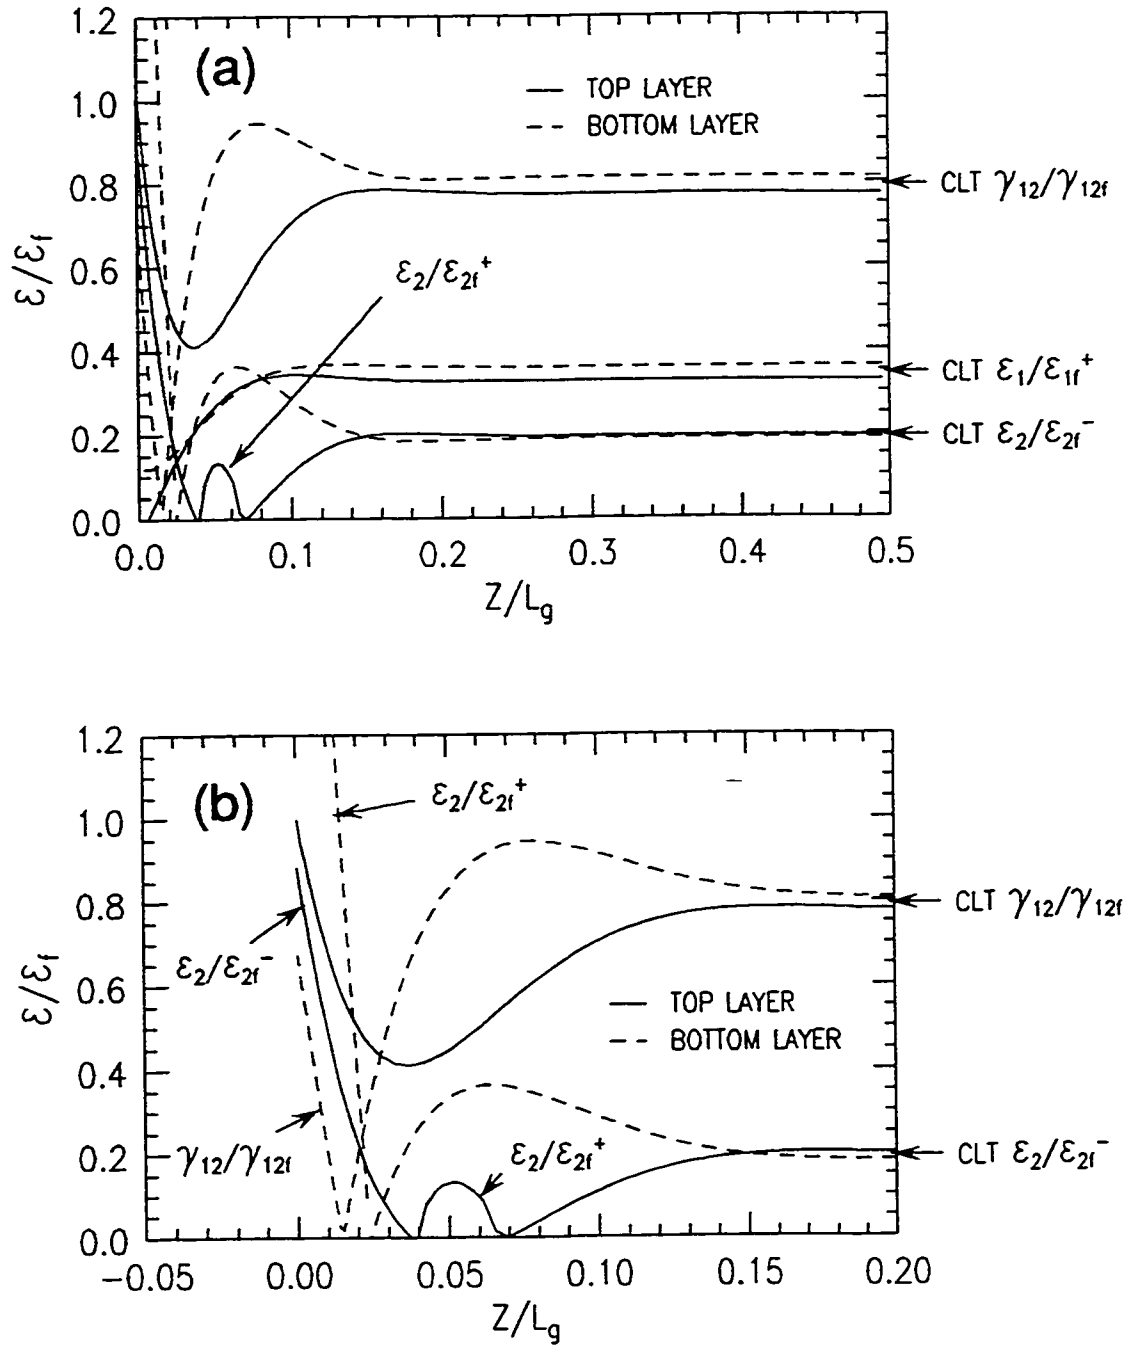 1.2
(a)
TOP LAYER
BOTTOM LAYER
1.0
0.8
CLT γ12/γ12f
ε/εf
0.6
ε2/ε2f+
0.4
CLT ε1/ε1f+
0.2
CLT ε2/ε2f-
0.0
0.0 0.1 0.2 0.3 0.4 0.5
Z/Lg
1.2
(b)
ε2/ε2f+
1.0
0.8
CLT γ12/γ12f
ε2/ε2f-
ε/εf
0.6
TOP LAYER
BOTTOM LAYER
0.4
γ12/γ12f
ε2/ε2f+
0.2
CLT ε2/ε2f-
0.0
-0.05 0.00 0.05 0.10 0.15 0.20
Z/Lg